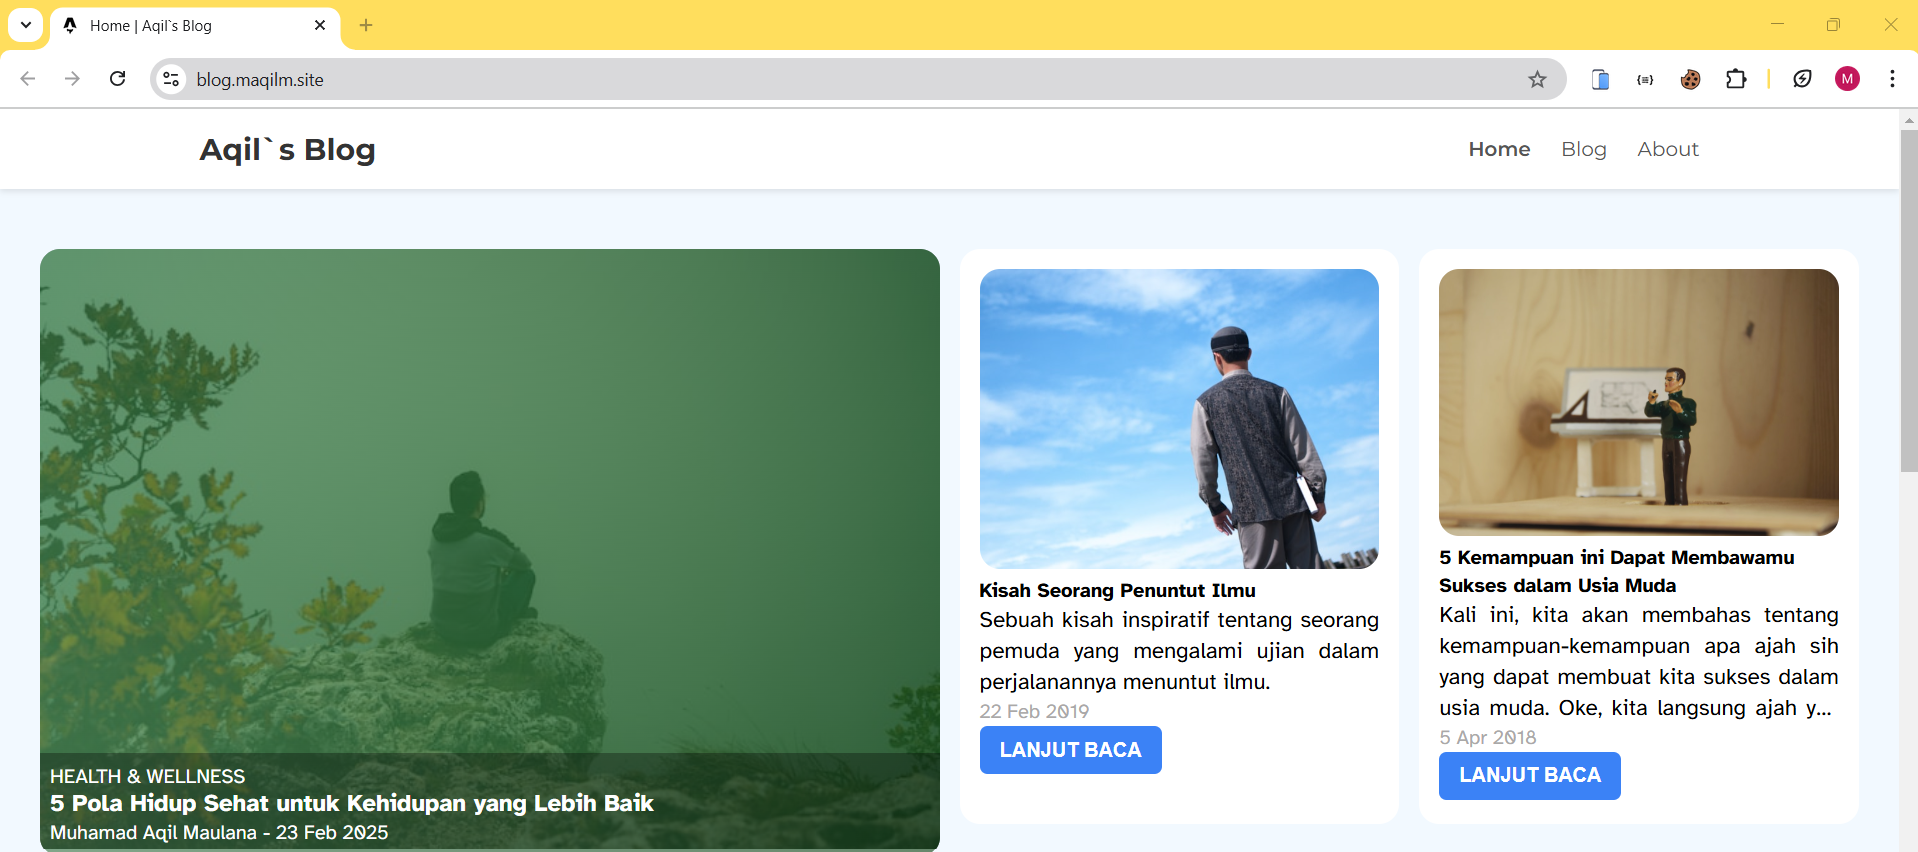 Home | Aqil`s Blog
blog.maqilm.site
M
Aqil`s Blog
Home
Blog
About
HEALTH & WELLNESS
5 Pola Hidup Sehat untuk Kehidupan yang Lebih Baik
Muhamad Aqil Maulana - 23 Feb 2025
Kisah Seorang Penuntut Ilmu
Sebuah kisah inspiratif tentang seorang
pemuda yang mengalami ujian dalam
perjalanannya menuntut ilmu.
22 Feb 2019
LANJUT BACA
5 Kemampuan ini Dapat Membawamu
Sukses dalam Usia Muda
Kali ini, kita akan membahas tentang
kemampuan-kemampuan apa ajah sih
yang dapat membuat kita sukses dalam
usia muda. Oke, kita langsung ajah y...
5 Apr 2018
LANJUT BACA